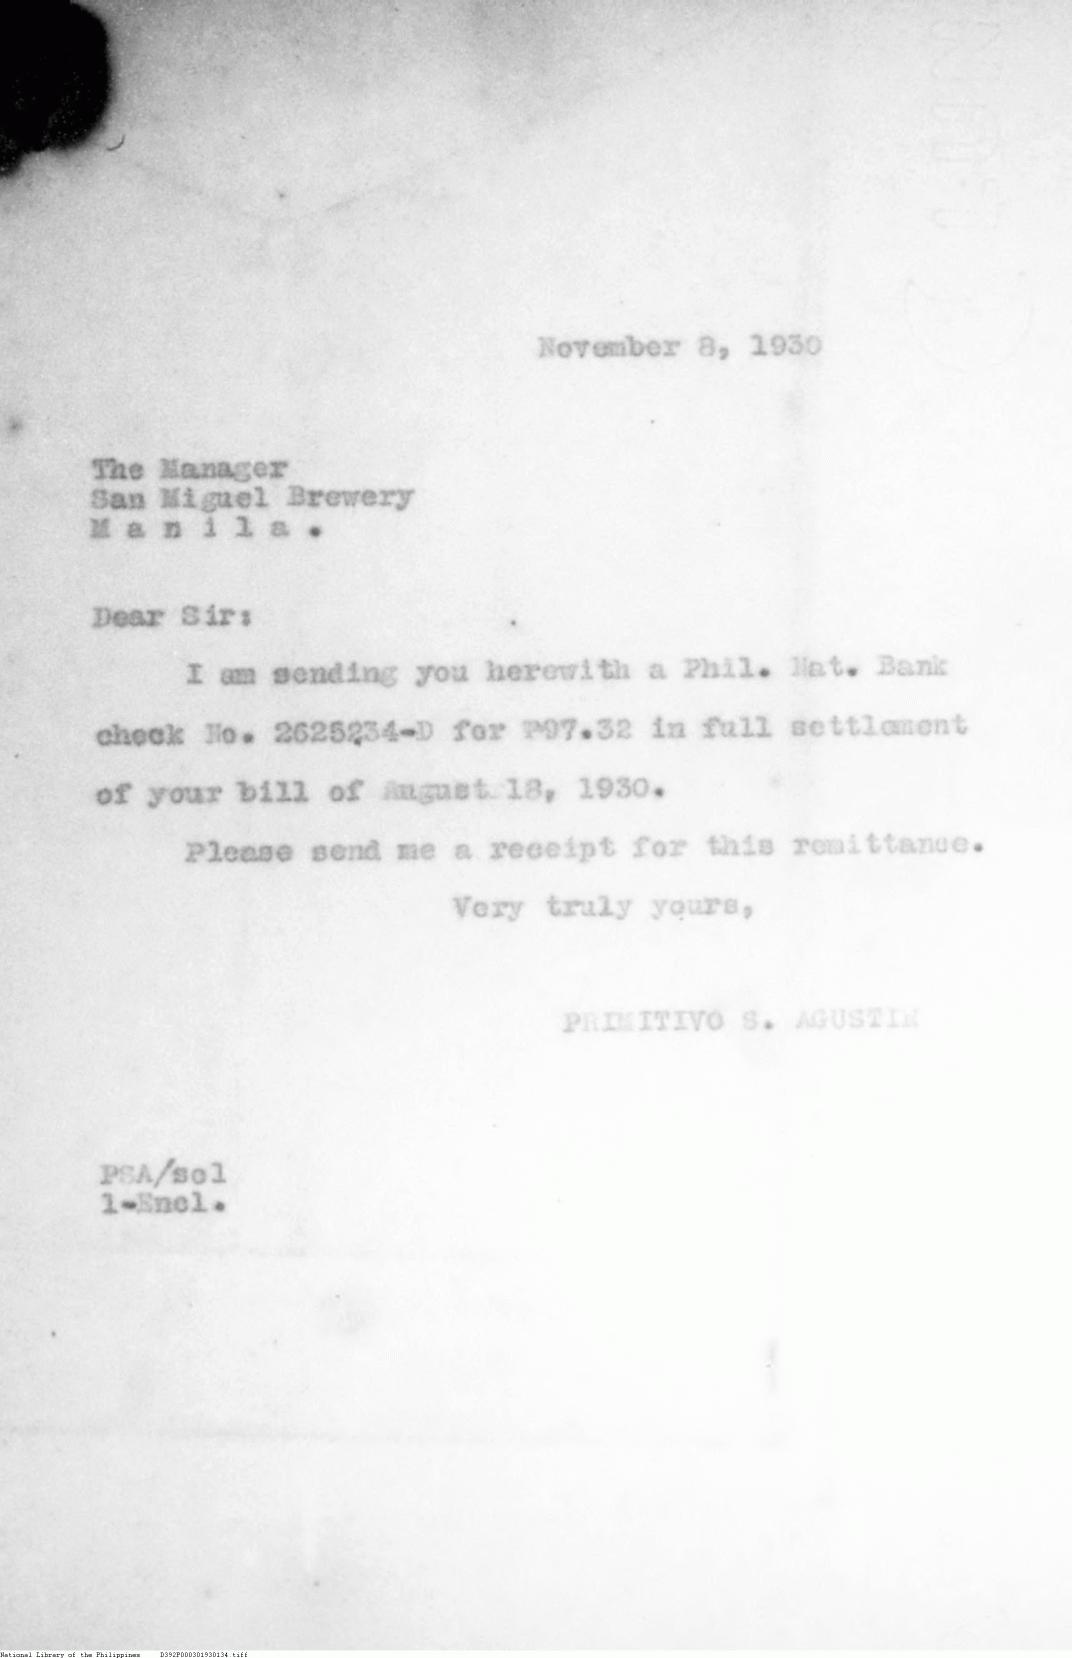 November 8, 1930
The Manager
San Miguel Brewery
M a n i l a .
Dear Sir:
I am sending you herewith a Phil. Nat. Bank
check No. 2625234-D for P97.32 in full settlement
of your bill of August 18, 1930.
Please send me a receipt for this remittance.
Very truly yours,
PRIMITIVO S. AGUSTIN
PSA/scl
1-Encl.
National Library of the Philippines D392P000301930134.tiff